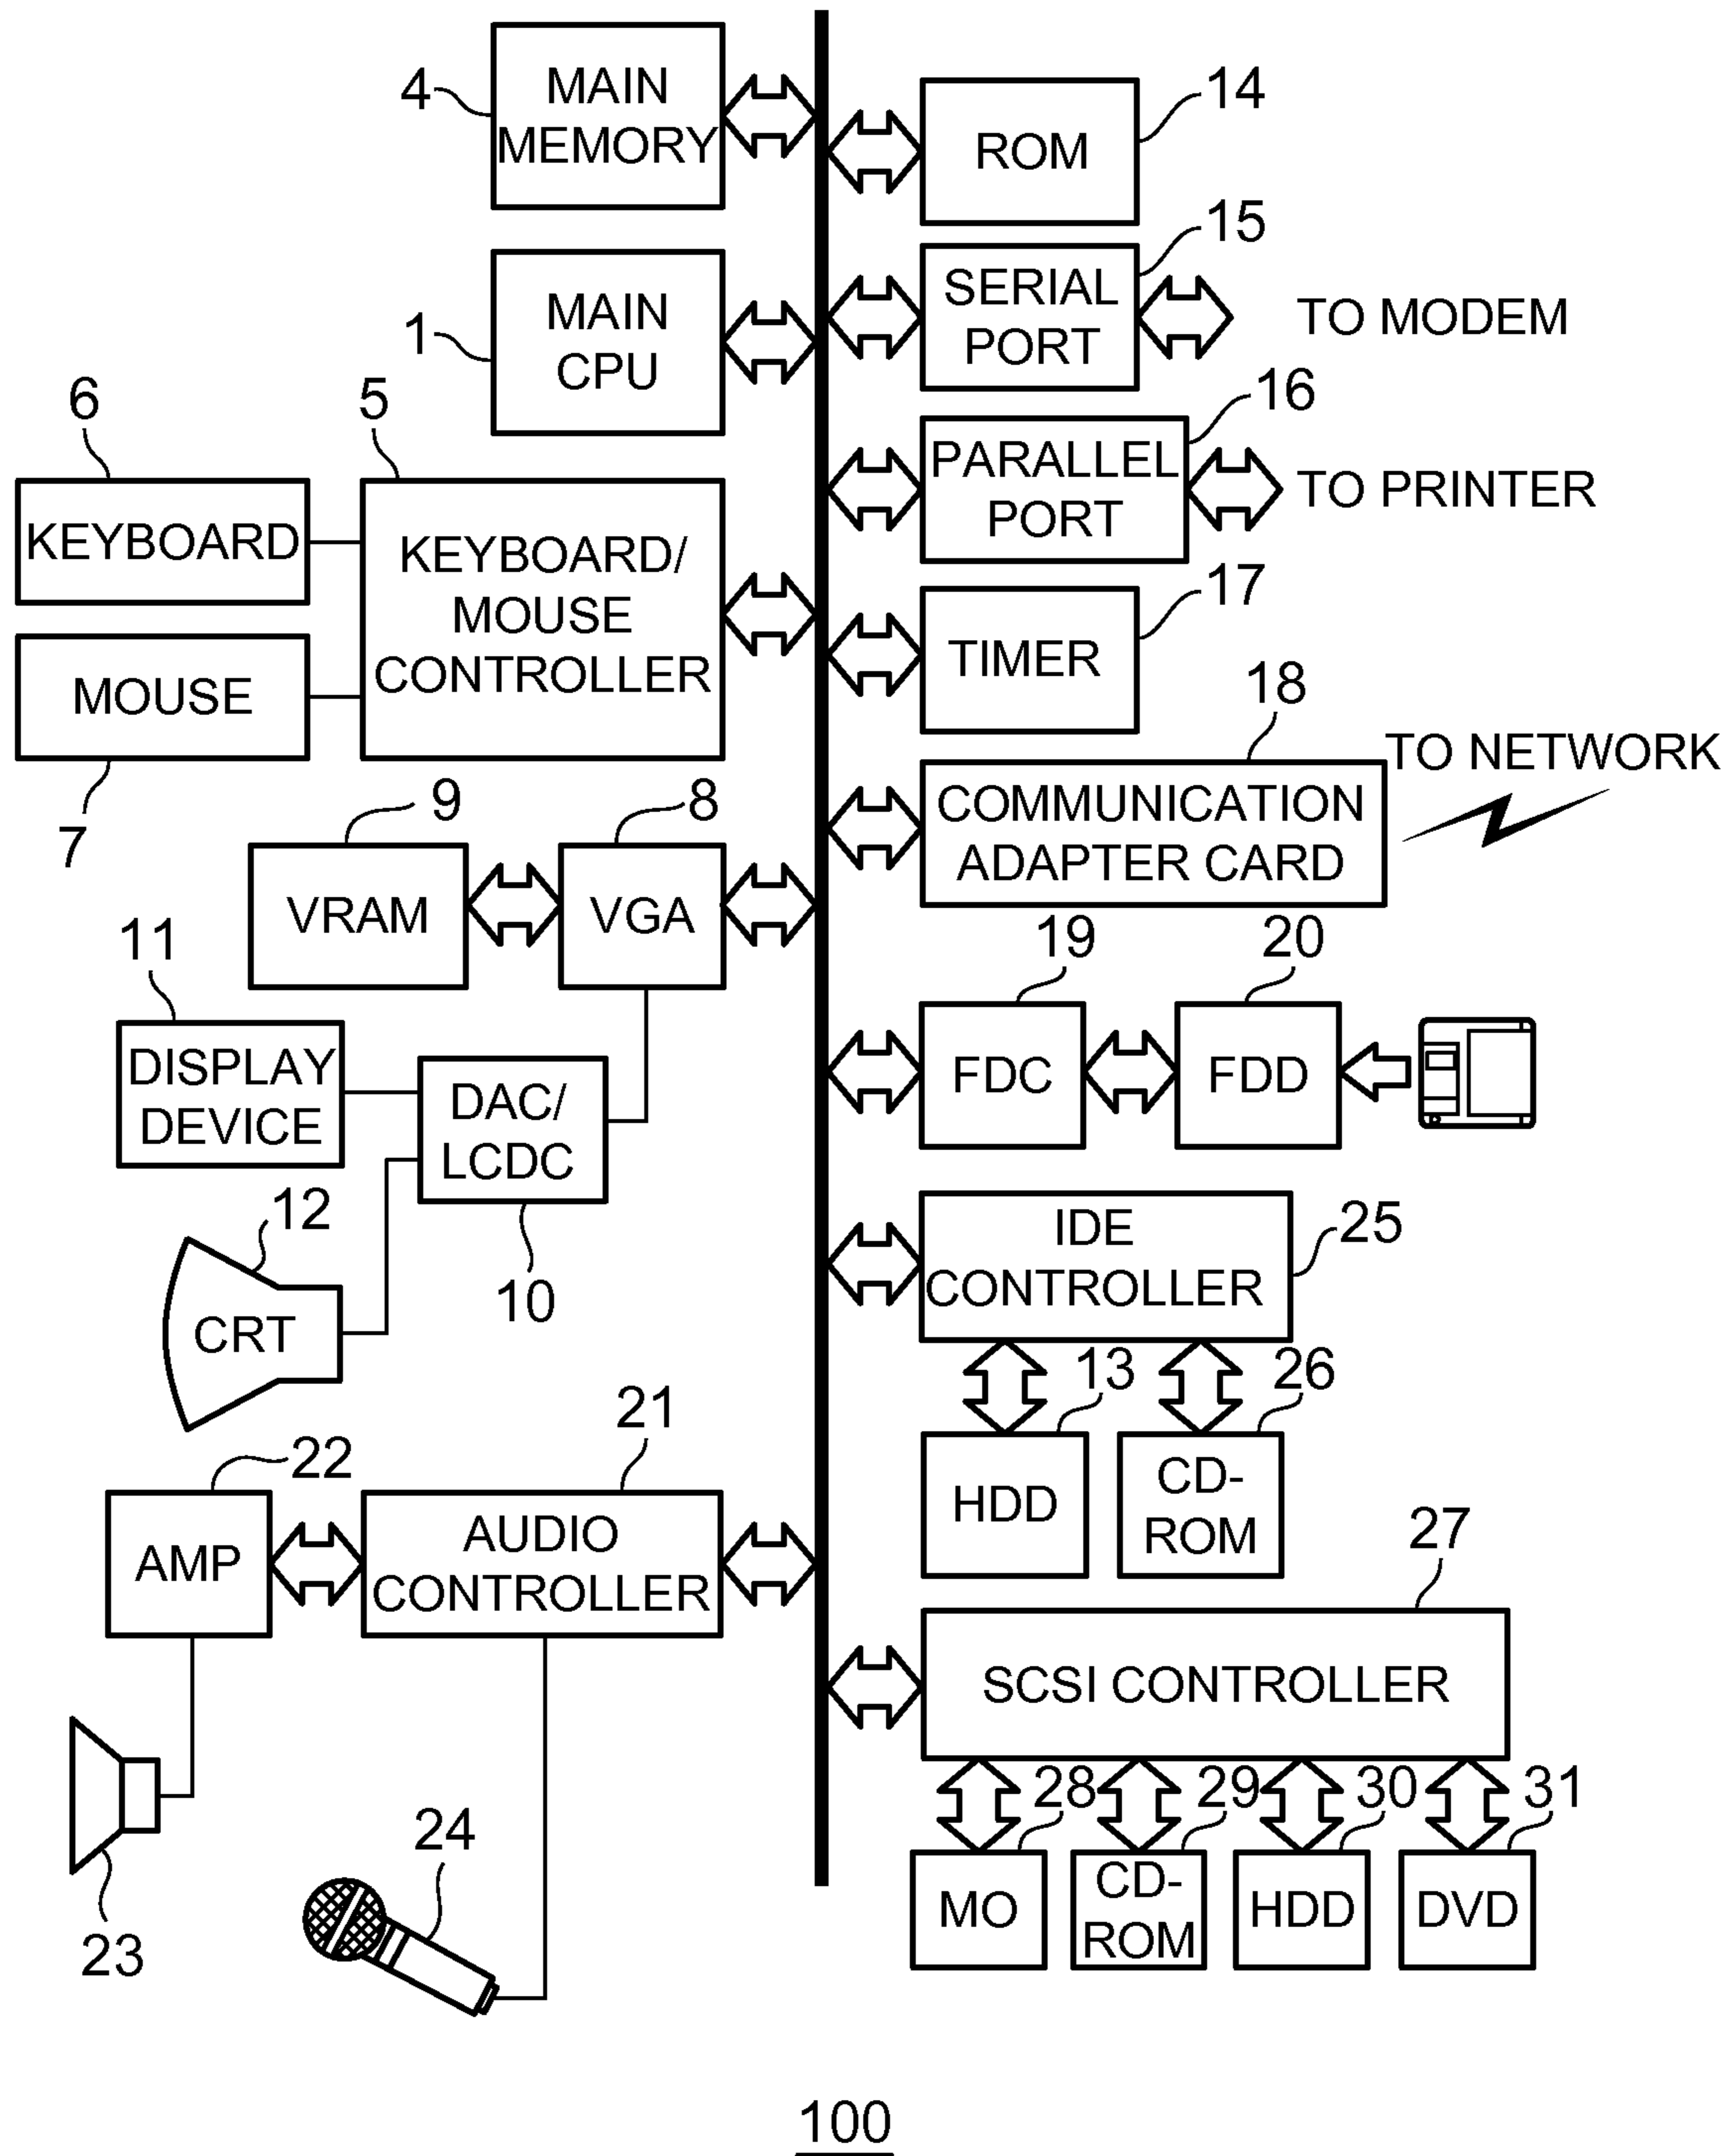 4
MAIN
MEMORY
14
ROM
1
MAIN
CPU
15
SERIAL
PORT
TO MODEM
16
PARALLEL
PORT
TO PRINTER
6
KEYBOARD
5
KEYBOARD/
MOUSE
CONTROLLER
MOUSE
7
17
TIMER
18
COMMUNICATION
ADAPTER CARD
TO NETWORK
9
VRAM
8
VGA
11
DISPLAY
DEVICE
DAC/
LCDC
10
12
CRT
19
FDC
20
FDD
IDE
CONTROLLER
25
13
HDD
26
CD-
ROM
22
AMP
21
AUDIO
CONTROLLER
23
24
27
SCSI CONTROLLER
28
MO
29
CD-
ROM
30
HDD
31
DVD
100